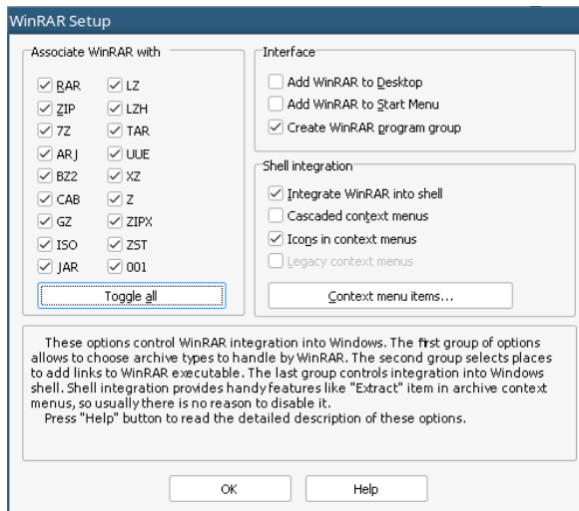 WinRAR Setup
Associate WinRAR with
RAR
LZ
ZIP
LZH
7Z
TAR
ARJ
UUE
BZ2
XZ
CAB
Z
GZ
ZIPX
ISO
ZST
JAR
001
Toggle all
Interface
Add WinRAR to Desktop
Add WinRAR to Start Menu
Create WinRAR program group
Shell integration
Integrate WinRAR into shell
Cascaded context menus
Icons in context menus
Legacy context menus
Context menu items...
These options control WinRAR integration into Windows. The first group of options
allows to choose archive types to handle by WinRAR. The second group selects places
to add links to WinRAR executable. The last group controls integration into Windows
shell. Shell integration provides handy features like "Extract" item in archive context
menus, so usually there is no reason to disable it.
Press "Help" button to read the detailed description of these options.
OK
Help